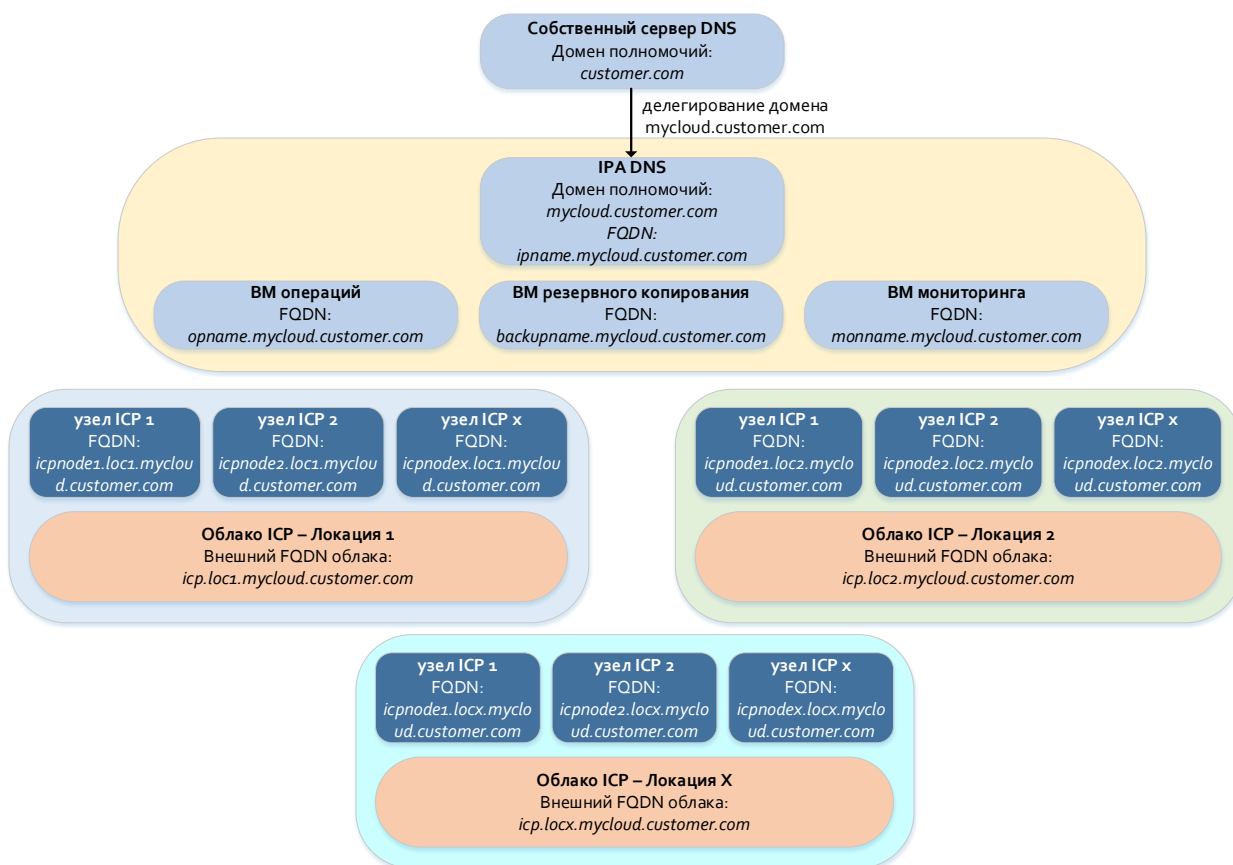 Собственный сервер DNS
Домен полномочий:
customer.com
делегирование домена
mycloud.customer.com
IPA DNS
Домен полномочий:
mycloud.customer.com
FQDN:
ipname.mycloud.customer.com
ВМ операций
FQDN:
opname.mycloud.customer.com
ВМ резервного копирования
FQDN:
backupname.mycloud.customer.com
ВМ мониторинга
FQDN:
monname.mycloud.customer.com
узел ICP 1
FQDN:
icpnode1.loc1.myclou
d.customer.com
узел ICP 2
FQDN:
icpnode2.loc1.myclou
d.customer.com
узел ICP x
FQDN:
icpnodex.loc1.myclou
d.customer.com
Облако ICP – Локация 1
Внешний FQDN облака:
icp.loc1.mycloud.customer.com
узел ICP 1
FQDN:
icpnode1.loc2.myclo
ud.customer.com
узел ICP 2
FQDN:
icpnode2.loc2.myclo
ud.customer.com
узел ICP x
FQDN:
icpnodex.loc2.myclo
ud.customer.com
Облако ICP – Локация 2
Внешний FQDN облака:
icp.loc2.mycloud.customer.com
узел ICP 1
FQDN:
icpnode1.locx.myclo
ud.customer.com
узел ICP 2
FQDN:
icpnode2.locx.myclo
ud.customer.com
узел ICP x
FQDN:
icpnodex.locx.myclo
ud.customer.com
Облако ICP – Локация X
Внешний FQDN облака:
icp.locx.mycloud.customer.com